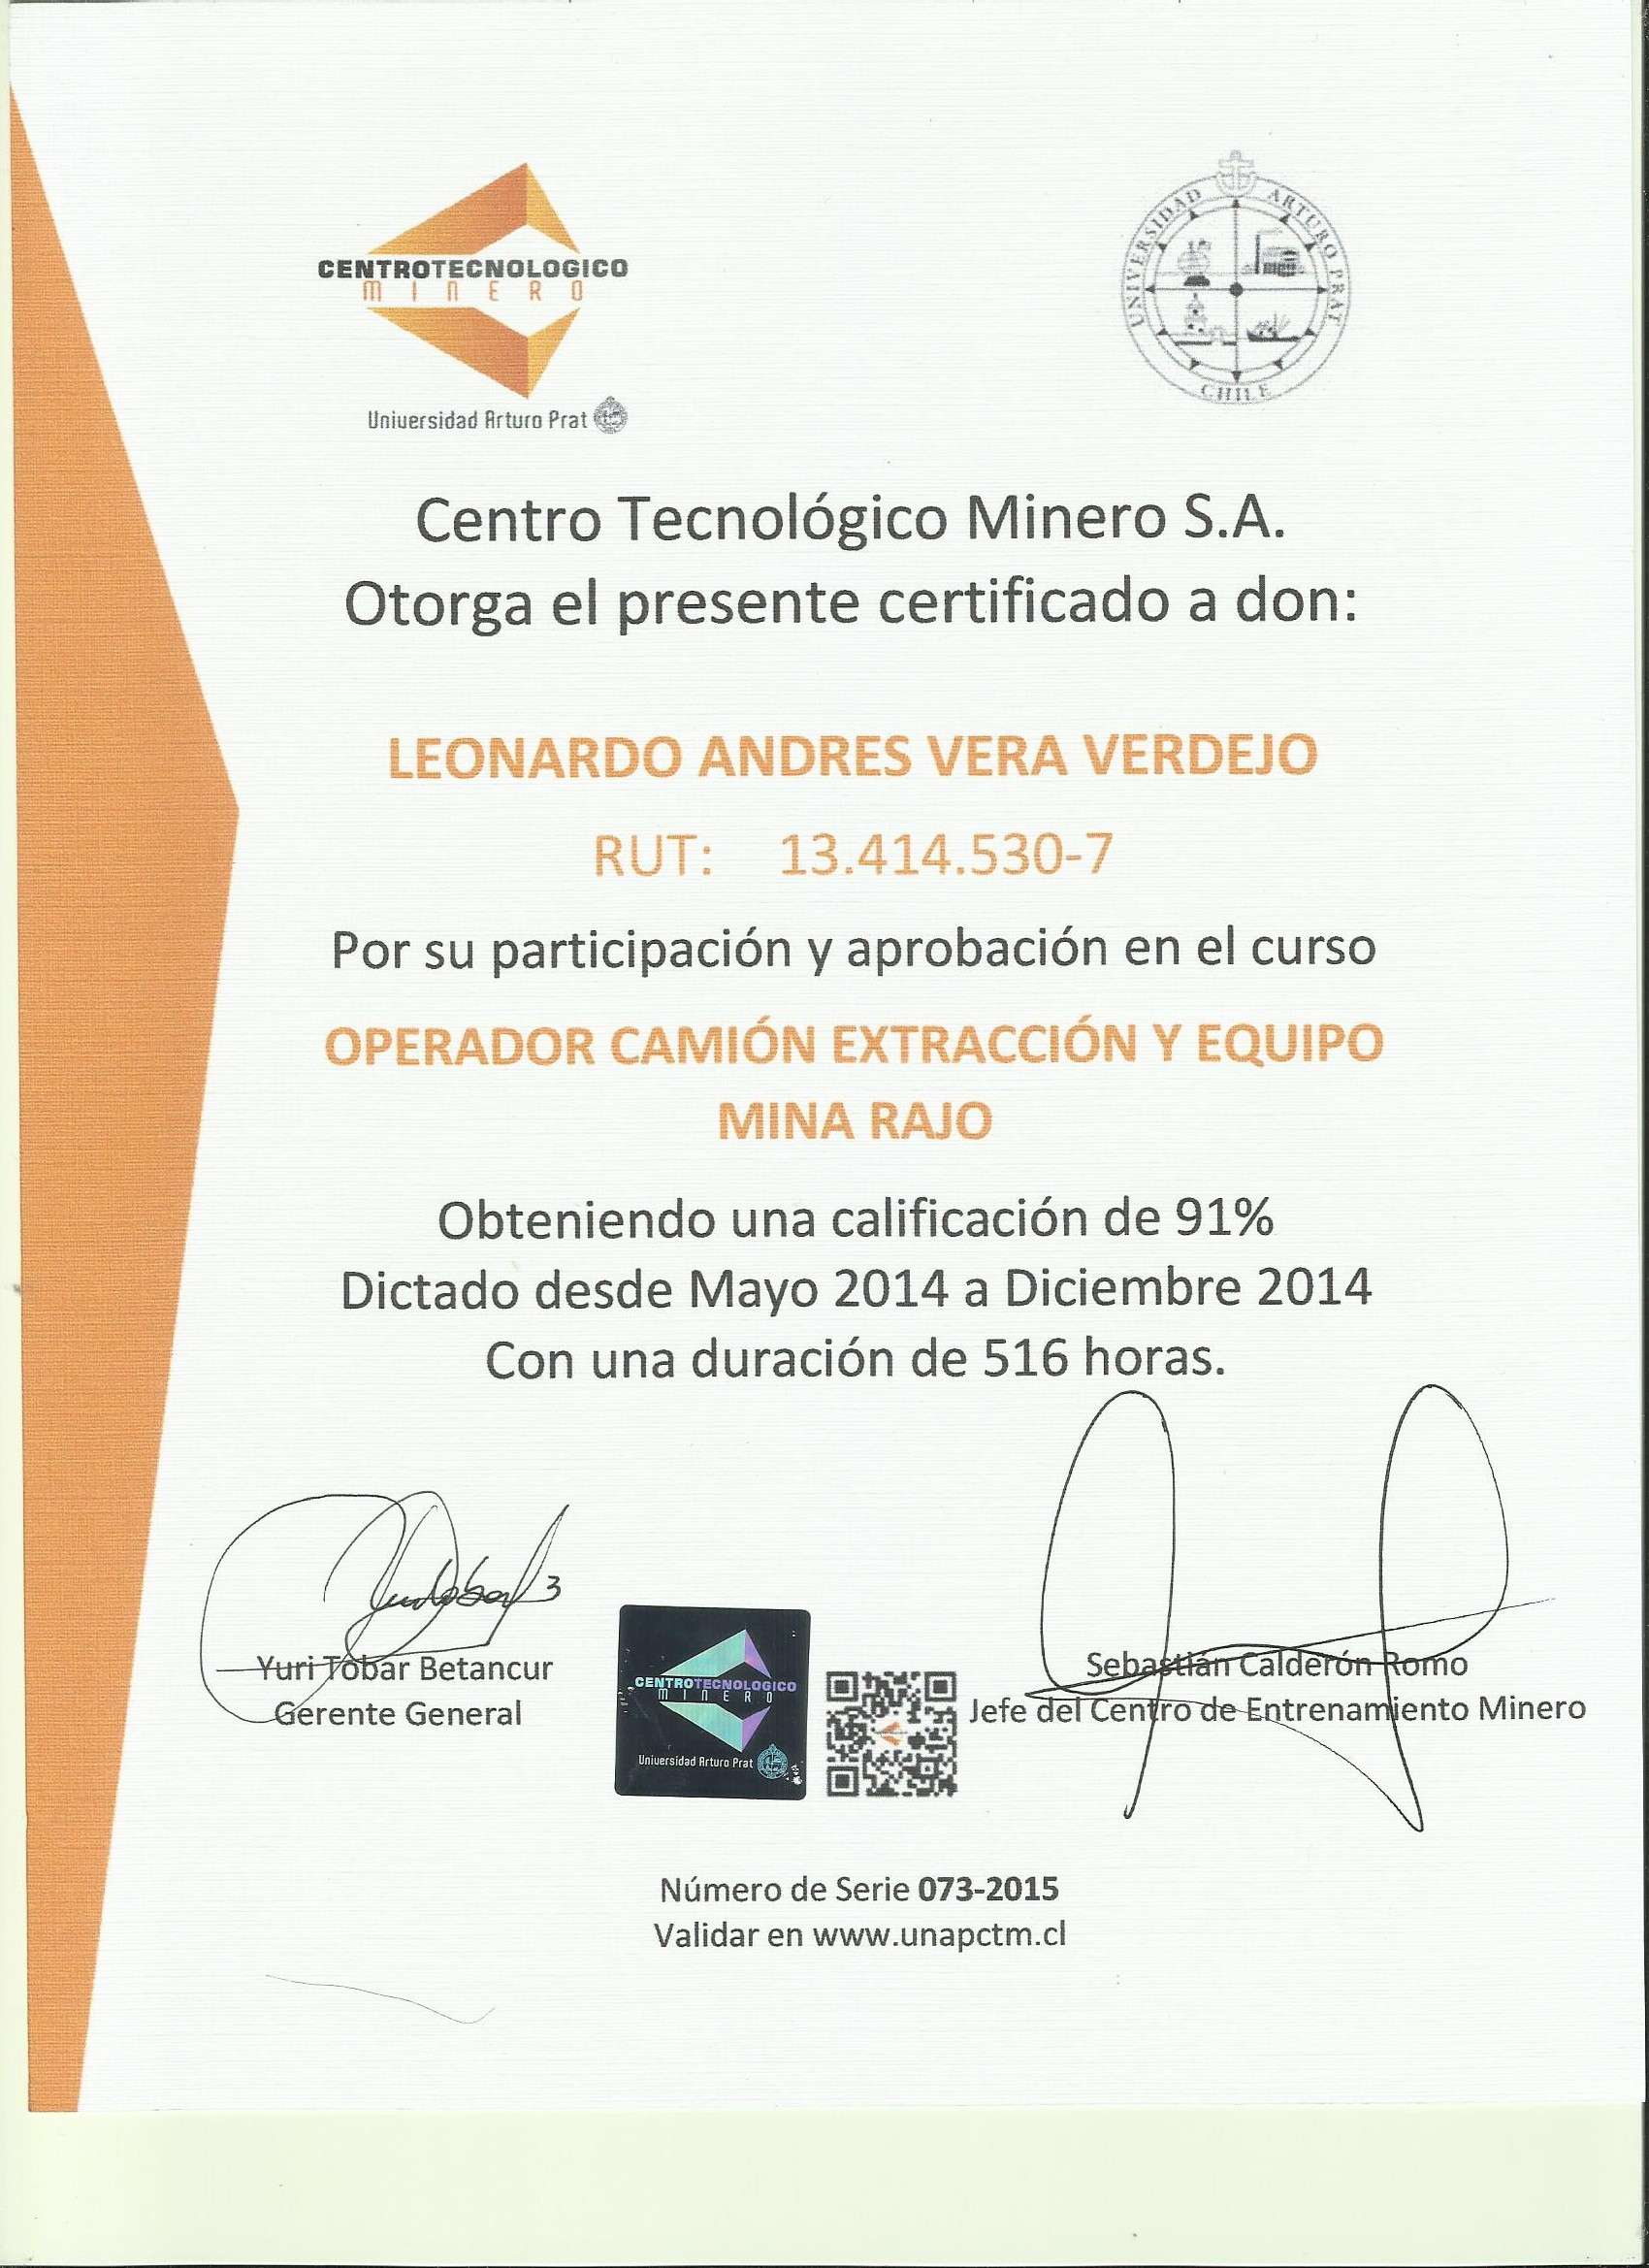 CENTROTECNOLOGICO
MINERO
Universidad Arturo Prat
UNIVERSIDAD ARTURO PRAT
CHILE
Centro Tecnológico Minero S.A.
Otorga el presente certificado a don:
LEONARDO ANDRES VERA VERDEJO
RUT: 13.414.530-7
Por su participación y aprobación en el curso
OPERADOR CAMIÓN EXTRACCIÓN Y EQUIPO
MINA RAJO
Obteniendo una calificación de 91%
Dictado desde Mayo 2014 a Diciembre 2014
Con una duración de 516 horas.
Yuri Tobar Betancur
Gerente General
CENTROTECNOLOGICO
MINERO
Universidad Arturo Prat
Sebastián Calderón Romo
Jefe del Centro de Entrenamiento Minero
Número de Serie 073-2015
Validar en www.unapctm.cl